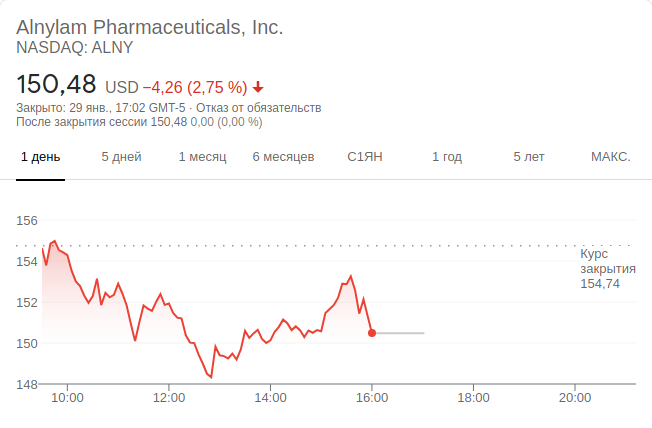 Alnylam Pharmaceuticals, Inc.
NASDAQ: ALNY
150,48 USD −4,26 (2,75 %)
Закрыто: 29 янв., 17:02 GMT-5 · Отказ от обязательств
После закрытия сессии 150,48 0,00 (0,00 %)
1 день 5 дней 1 месяц 6 месяцев С1ЯН 1 год 5 лет МАКС.
156
154
152
150
148
Курс
закрытия
154,74
10:00 12:00 14:00 16:00 18:00 20:00